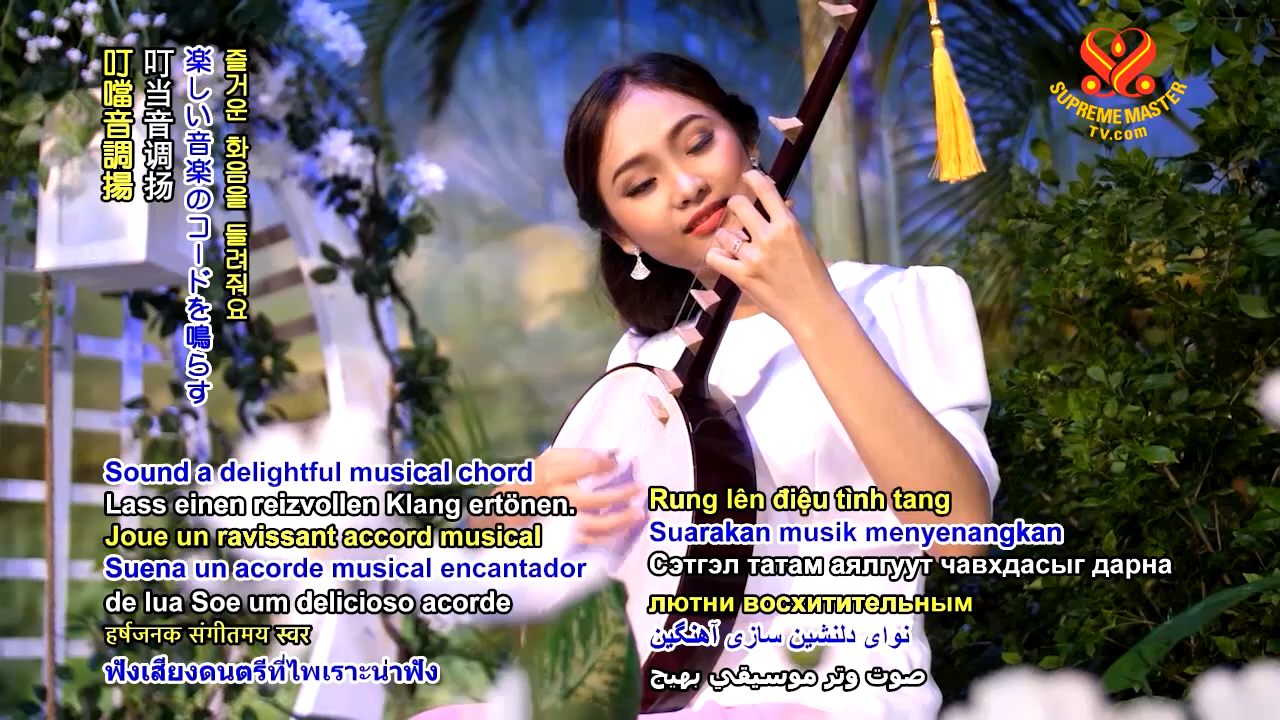 叮噹音調揚
叮当音调扬
楽しい音楽のコードを鳴らす
즐거운 화음을 들려줘요
SUPREME MASTER
TV.com
Sound a delightful musical chord
Lass einen reizvollen Klang ertönen.
Joue un ravissant accord musical
Suena un acorde musical encantador
de lua Soe um delicioso acorde
हर्षजनक संगीतमय स्वर
ฟังเสียงดนตรีที่ไพเราะน่าฟัง
Rung lên điệu tình tang
Suarakan musik menyenangkan
Сэтгэл татам аялгуут чавхдасыг дарна
лютни восхитительным
نوای دلنشین سازی آهنگین
صوت وتر موسيقي بهيج